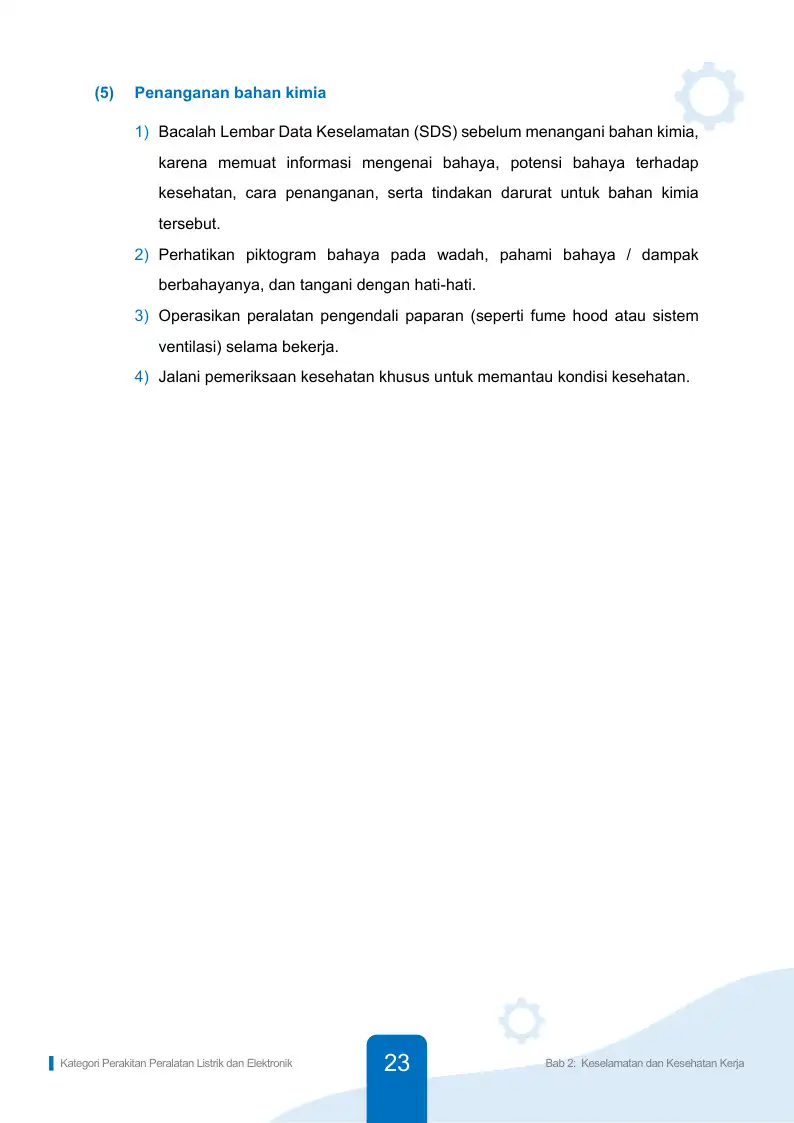 (5) Penanganan bahan kimia
1) Bacalah Lembar Data Keselamatan (SDS) sebelum menangani bahan kimia,
karena memuat informasi mengenai bahaya, potensi bahaya terhadap
kesehatan, cara penanganan, serta tindakan darurat untuk bahan kimia
tersebut.
2) Perhatikan piktogram bahaya pada wadah, pahami bahaya / dampak
berbahayanya, dan tangani dengan hati-hati.
3) Operasikan peralatan pengendali paparan (seperti fume hood atau sistem
ventilasi) selama bekerja.
4) Jalani pemeriksaan kesehatan khusus untuk memantau kondisi kesehatan.
Kategori Perakitan Peralatan Listrik dan Elektronik
23
Bab 2: Keselamatan dan Kesehatan Kerja